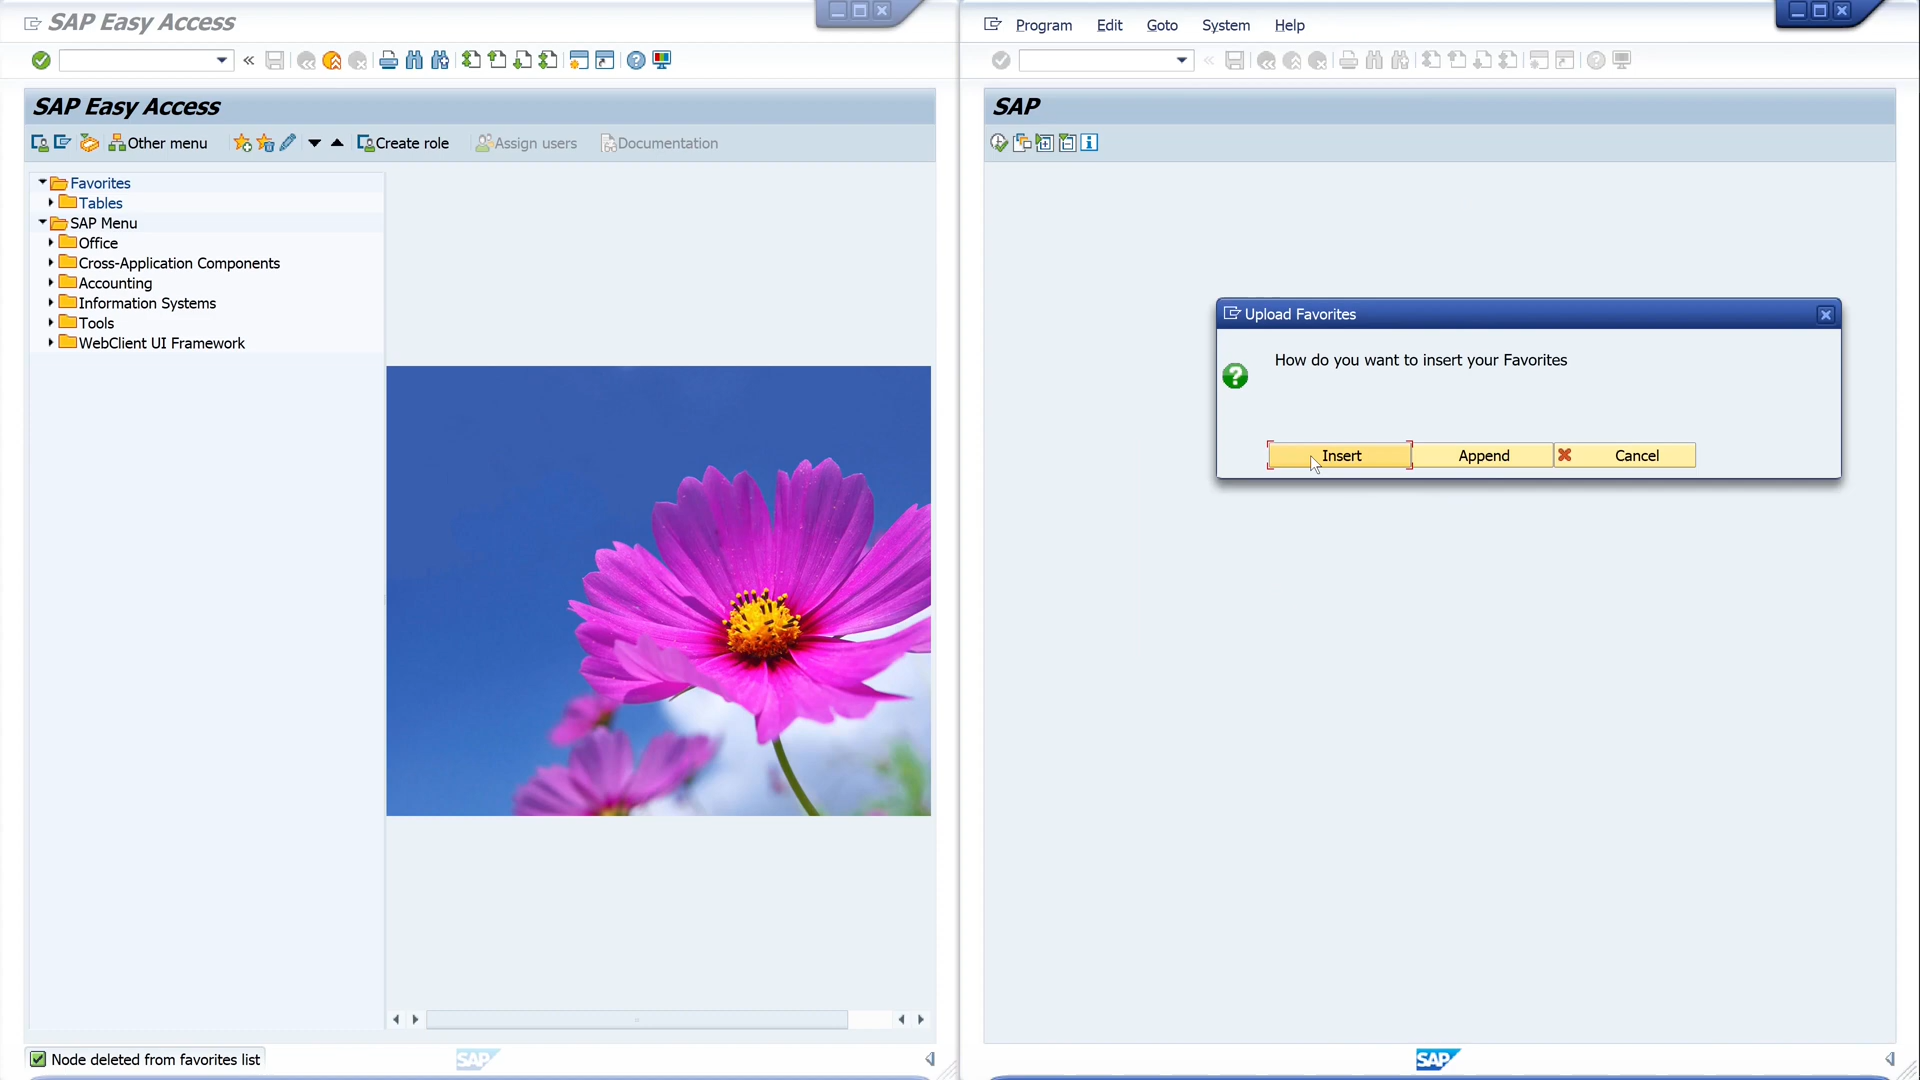 SAP Easy Access
SAP Easy Access
Other menu Create role Assign users Documentation
Favorites
Tables
SAP Menu
Office
Cross-Application Components
Accounting
Information Systems
Tools
WebClient UI Framework
Node deleted from favorites list
SAP
Program Edit Goto System Help
SAP
Upload Favorites
How do you want to insert your Favorites
Insert Append Cancel
SAP